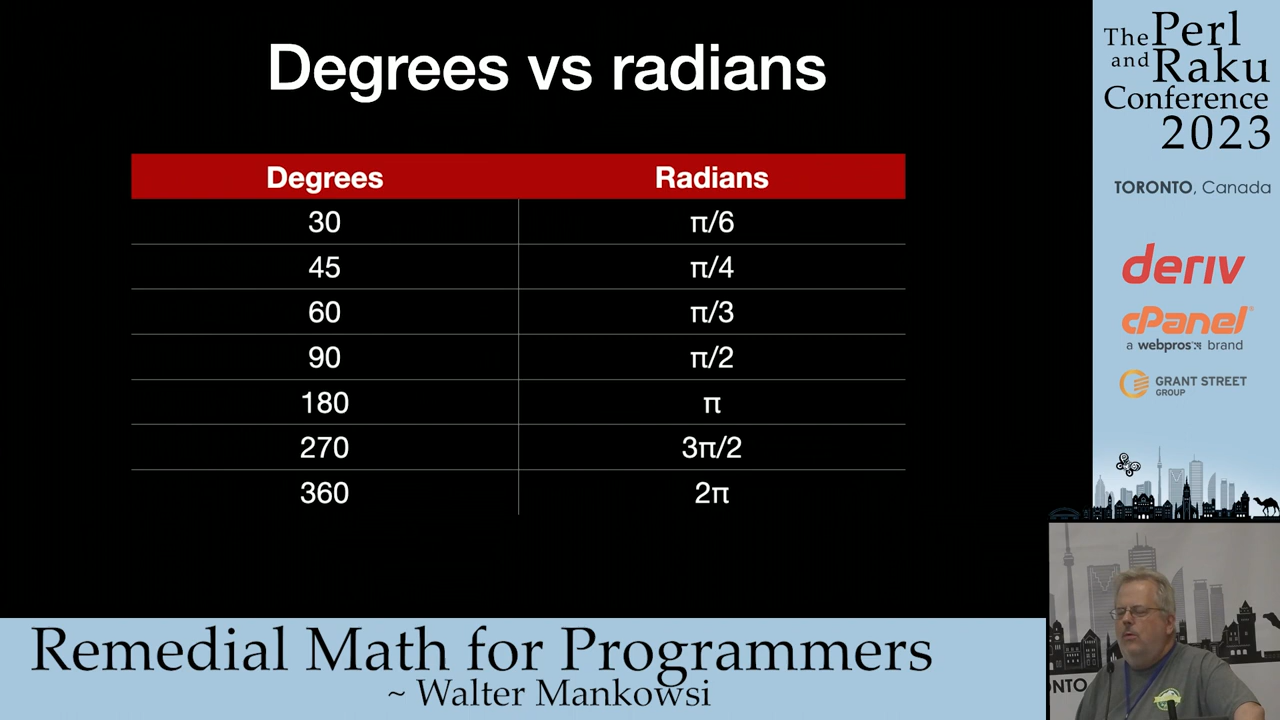 Degrees vs radians
Degrees Radians
30 π/6
45 π/4
60 π/3
90 π/2
180 π
270 3π/2
360 2π
The Perl
and Raku
Conference
2023
TORONTO, Canada
deriv
cPanel®
a webpros brand
GRANT STREET
GROUP
ONTO
Remedial Math for Programmers
~ Walter Mankowsi